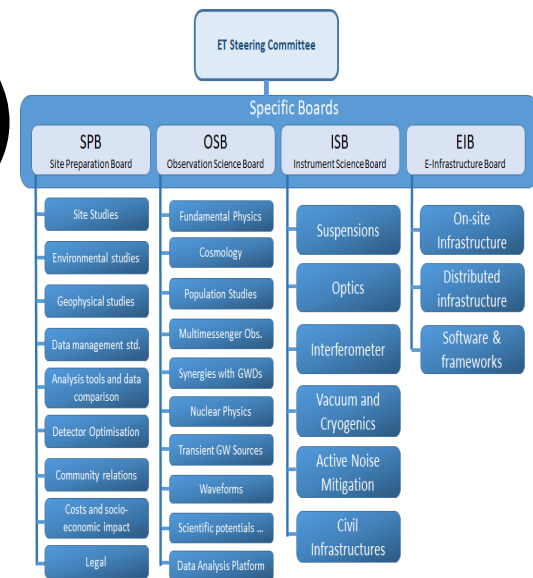 ET Steering Committee
Specific Boards
SPB
Site Preparation Board
OSB
Observation Science Board
ISB
Instrument Science Board
EIB
E-Infrastructure Board
Site Studies
Environmental studies
Geophysical studies
Data management std.
Analysis tools and data
comparison
Detector Optimisation
Community relations
Costs and socio-
economic impact
Legal
Fundamental Physics
Cosmology
Population Studies
Multimessenger Obs.
Synergies with GWDs
Nuclear Physics
Transient GW Sources
Waveforms
Scientific potentials ...
Data Analysis Platform
Suspensions
Optics
Interferometer
Vacuum and
Cryogenics
Active Noise
Mitigation
Civil
Infrastructures
On-site
Infrastructure
Distributed
infrastructure
Software &
frameworks